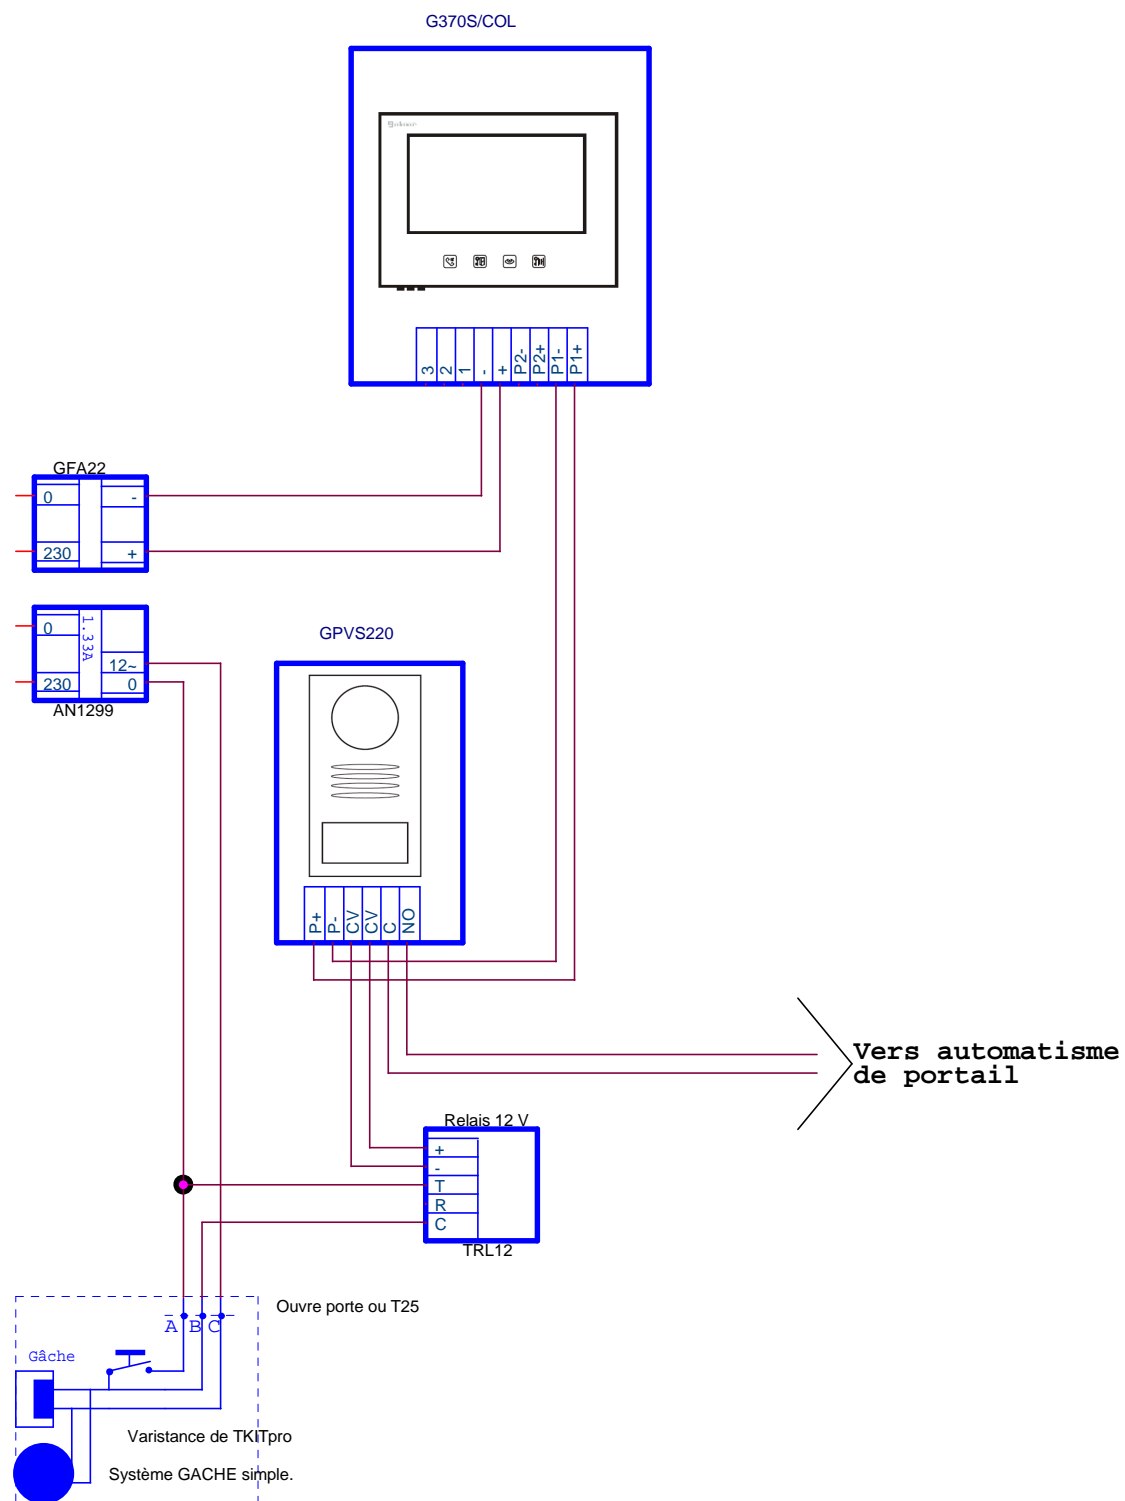 G370S/COL
3
2
1
-
+
P2-
P2+
P1-
P1+
GFA22
0
-
230
+
0
1.33A
12~
230
0
AN1299
GPVS220
P+
P-
CV
CV
C
NO
Vers automatisme
de portail
Relais 12 V
+
-
T
R
C
TRL12
Ouvre porte ou T25
A
B
C
Gâche
Varistance de TKITpro
Système GACHE simple.